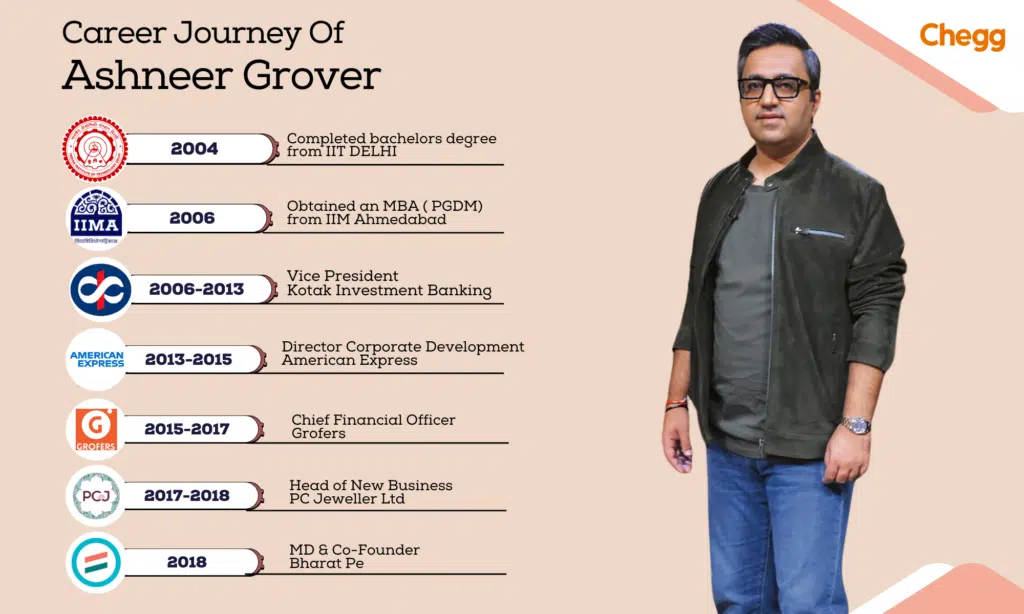 Career Journey Of
Ashneer Grover
Chegg
2004
Completed bachelors degree
from IIT DELHI
IIMA
2006
Obtained an MBA ( PGDM)
from IIM Ahmedabad
2006-2013
Vice President
Kotak Investment Banking
AMERICAN
EXPRESS
2013-2015
Director Corporate Development
American Express
G
GROFERS
2015-2017
Chief Financial Officer
Grofers
PCJ
2017-2018
Head of New Business
PC Jeweller Ltd
2018
MD & Co-Founder
Bharat Pe